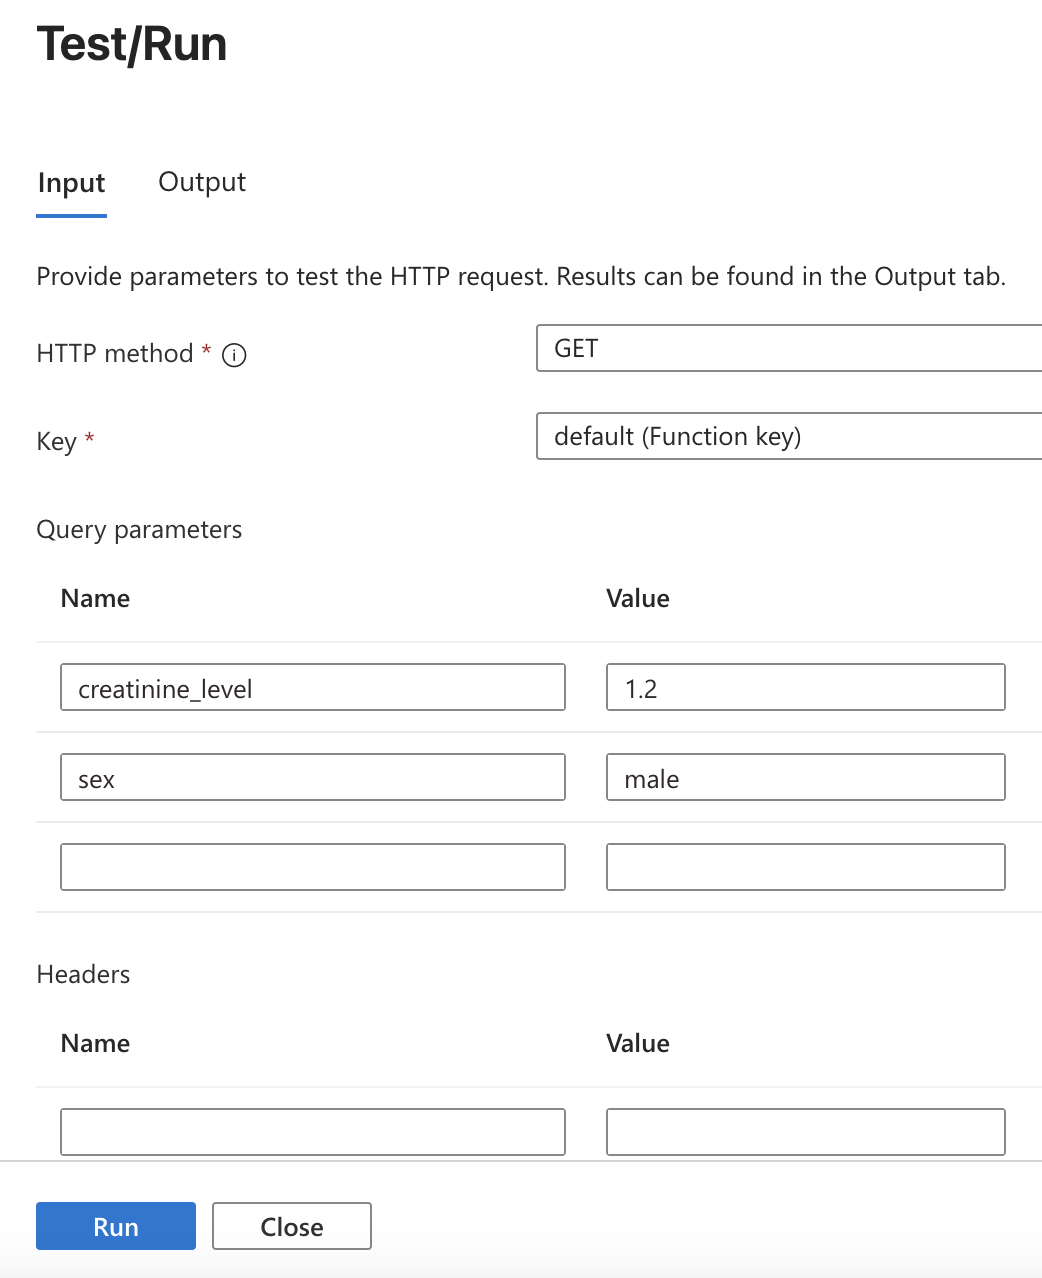 Test/Run
Input Output
Provide parameters to test the HTTP request. Results can be found in the Output tab.
HTTP method * GET
Key * default (Function key)
Query parameters
Name Value
creatinine_level 1.2
sex male
Headers
Name Value
Run Close